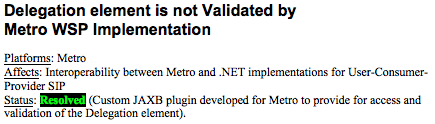 Delegation element is not Validated by
Metro WSP Implementation
Platforms: Metro
Affects: Interoperability between Metro and .NET implementations for User-Consumer-
Provider SIP
Status: Resolved (Custom JAXB plugin developed for Metro to provide for access and
validation of the Delegation element).